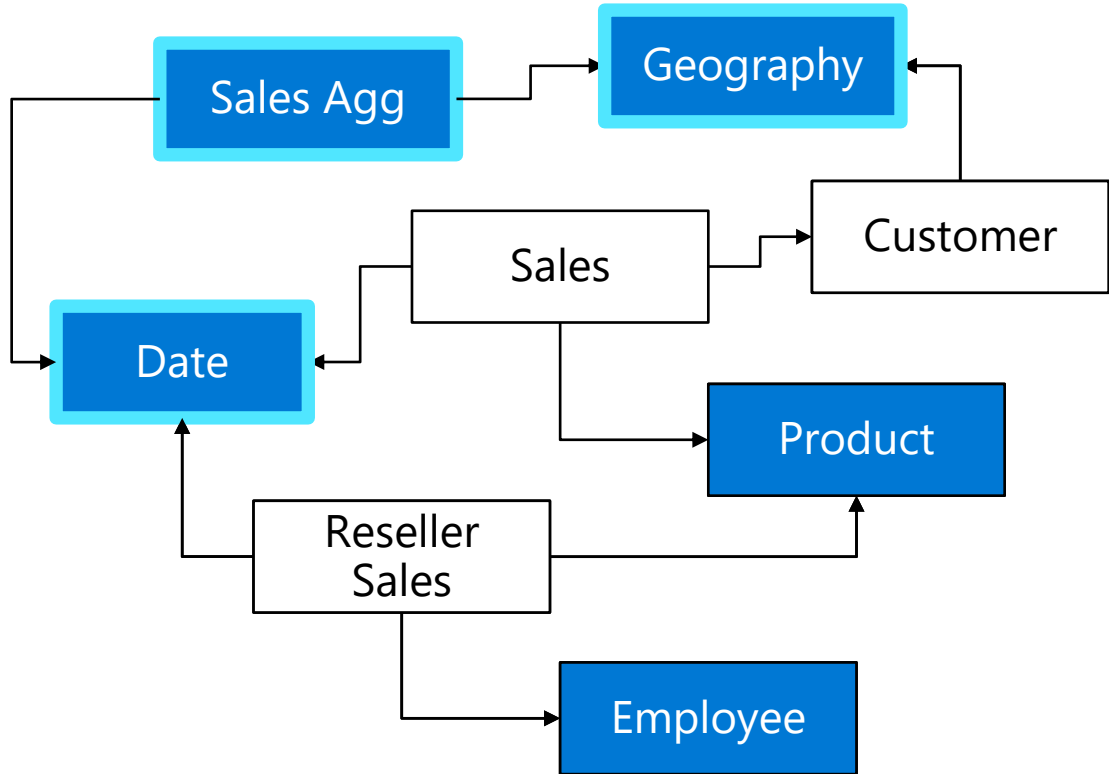 Sales Agg
Geography
Customer
Sales
Date
Product
Reseller
Sales
Employee